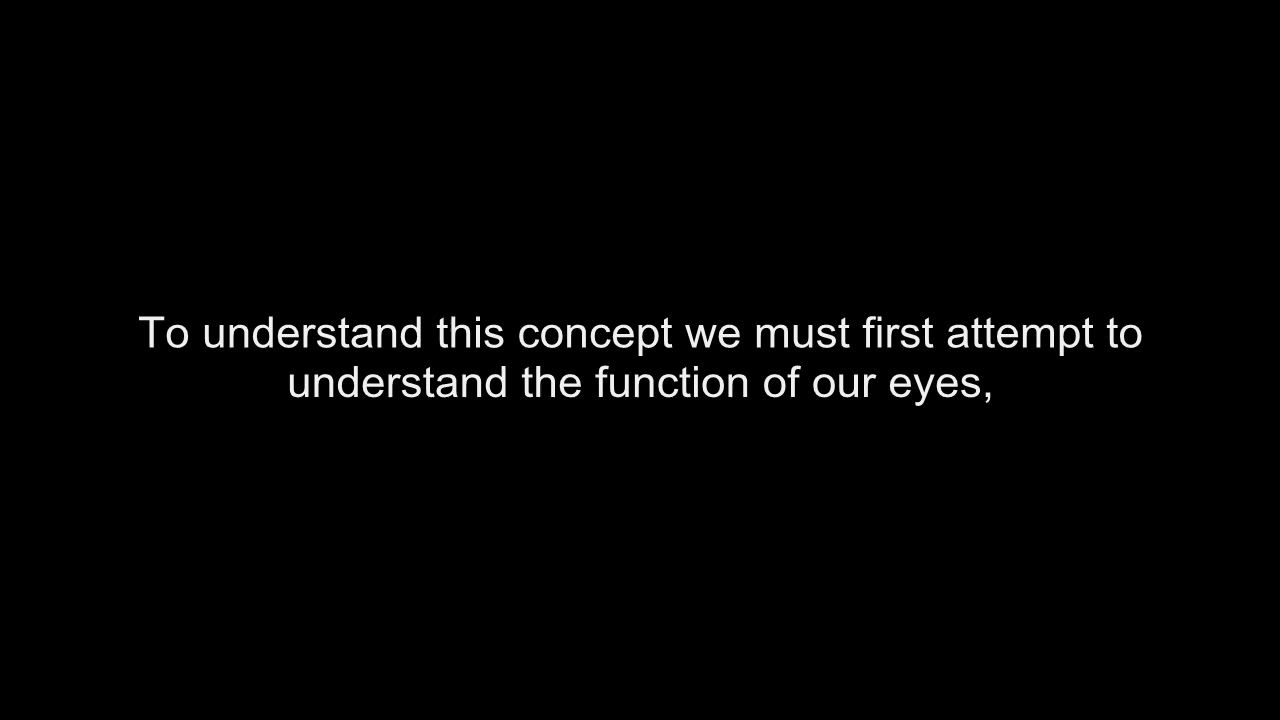 To understand this concept we must first attempt to
understand the function of our eyes,